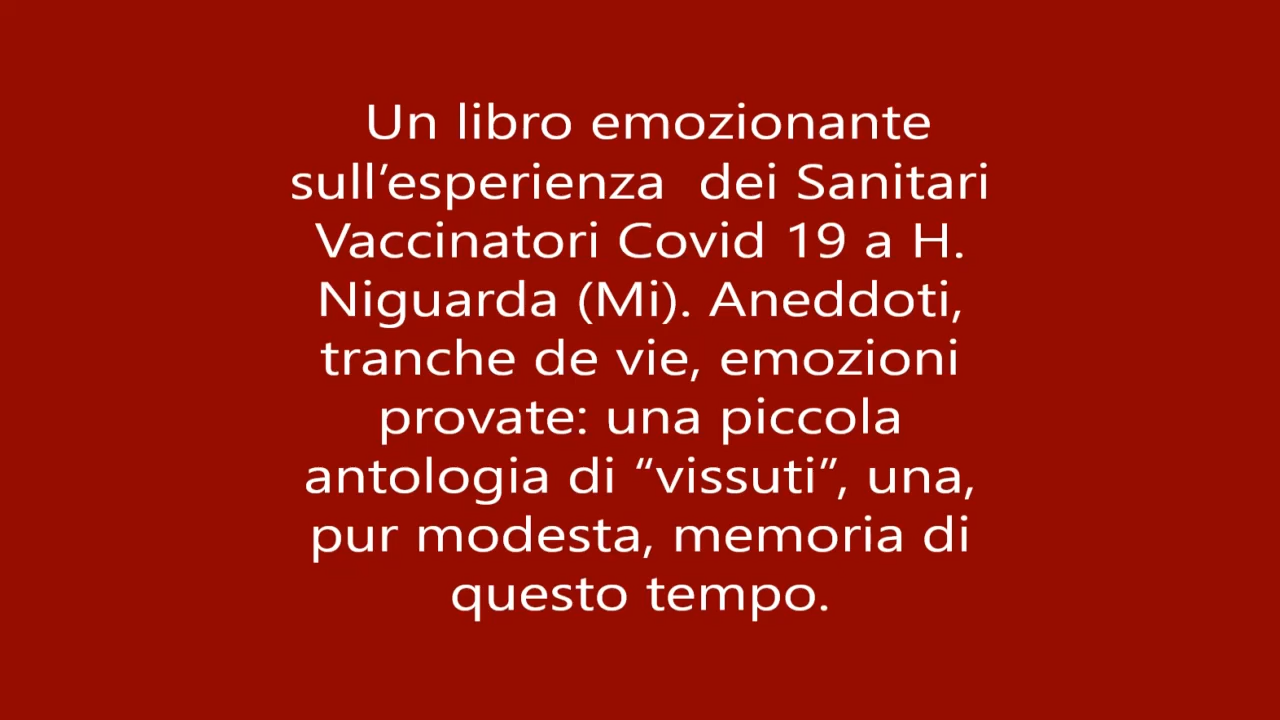 Un libro emozionante
sull’esperienza  dei Sanitari
Vaccinatori Covid 19 a H.
Niguarda (Mi). Aneddoti,
tranche de vie, emozioni
provate: una piccola
antologia di “vissuti”, una,
pur modesta, memoria di
questo tempo.